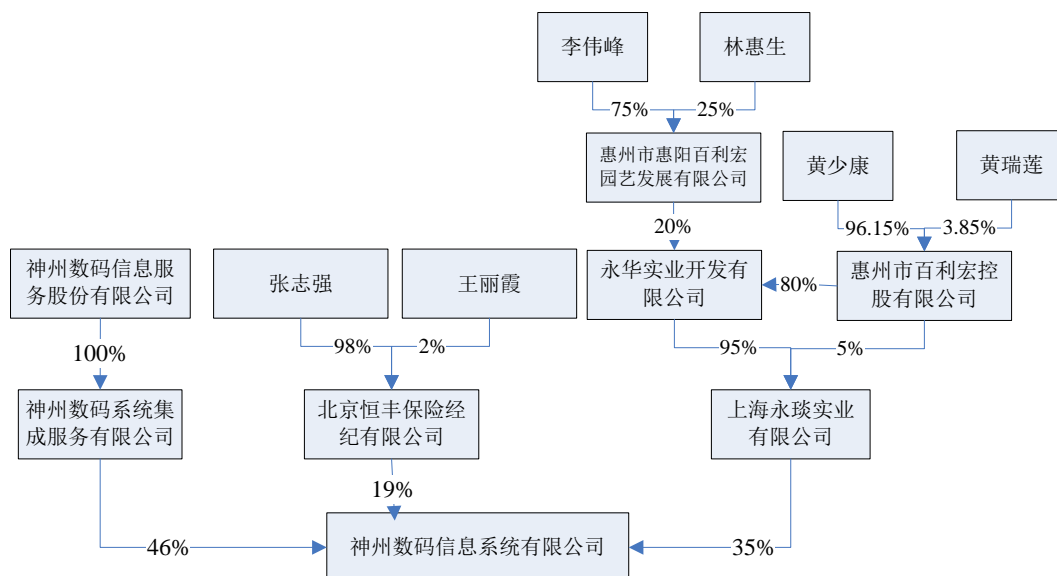 李伟峰
林惠生
75%
25%
惠州市惠阳百利宏
园艺发展有限公司
黄少康
黄瑞莲
20%
96.15%
3.85%
神州数码信息服
务股份有限公司
张志强
王丽霞
永华实业开发有
限公司
80%
惠州市百利宏控
股有限公司
100%
98%
2%
95%
5%
神州数码系统集
成服务有限公司
北京恒丰保险经
纪有限公司
上海永琰实业
有限公司
19%
46%
神州数码信息系统有限公司
35%